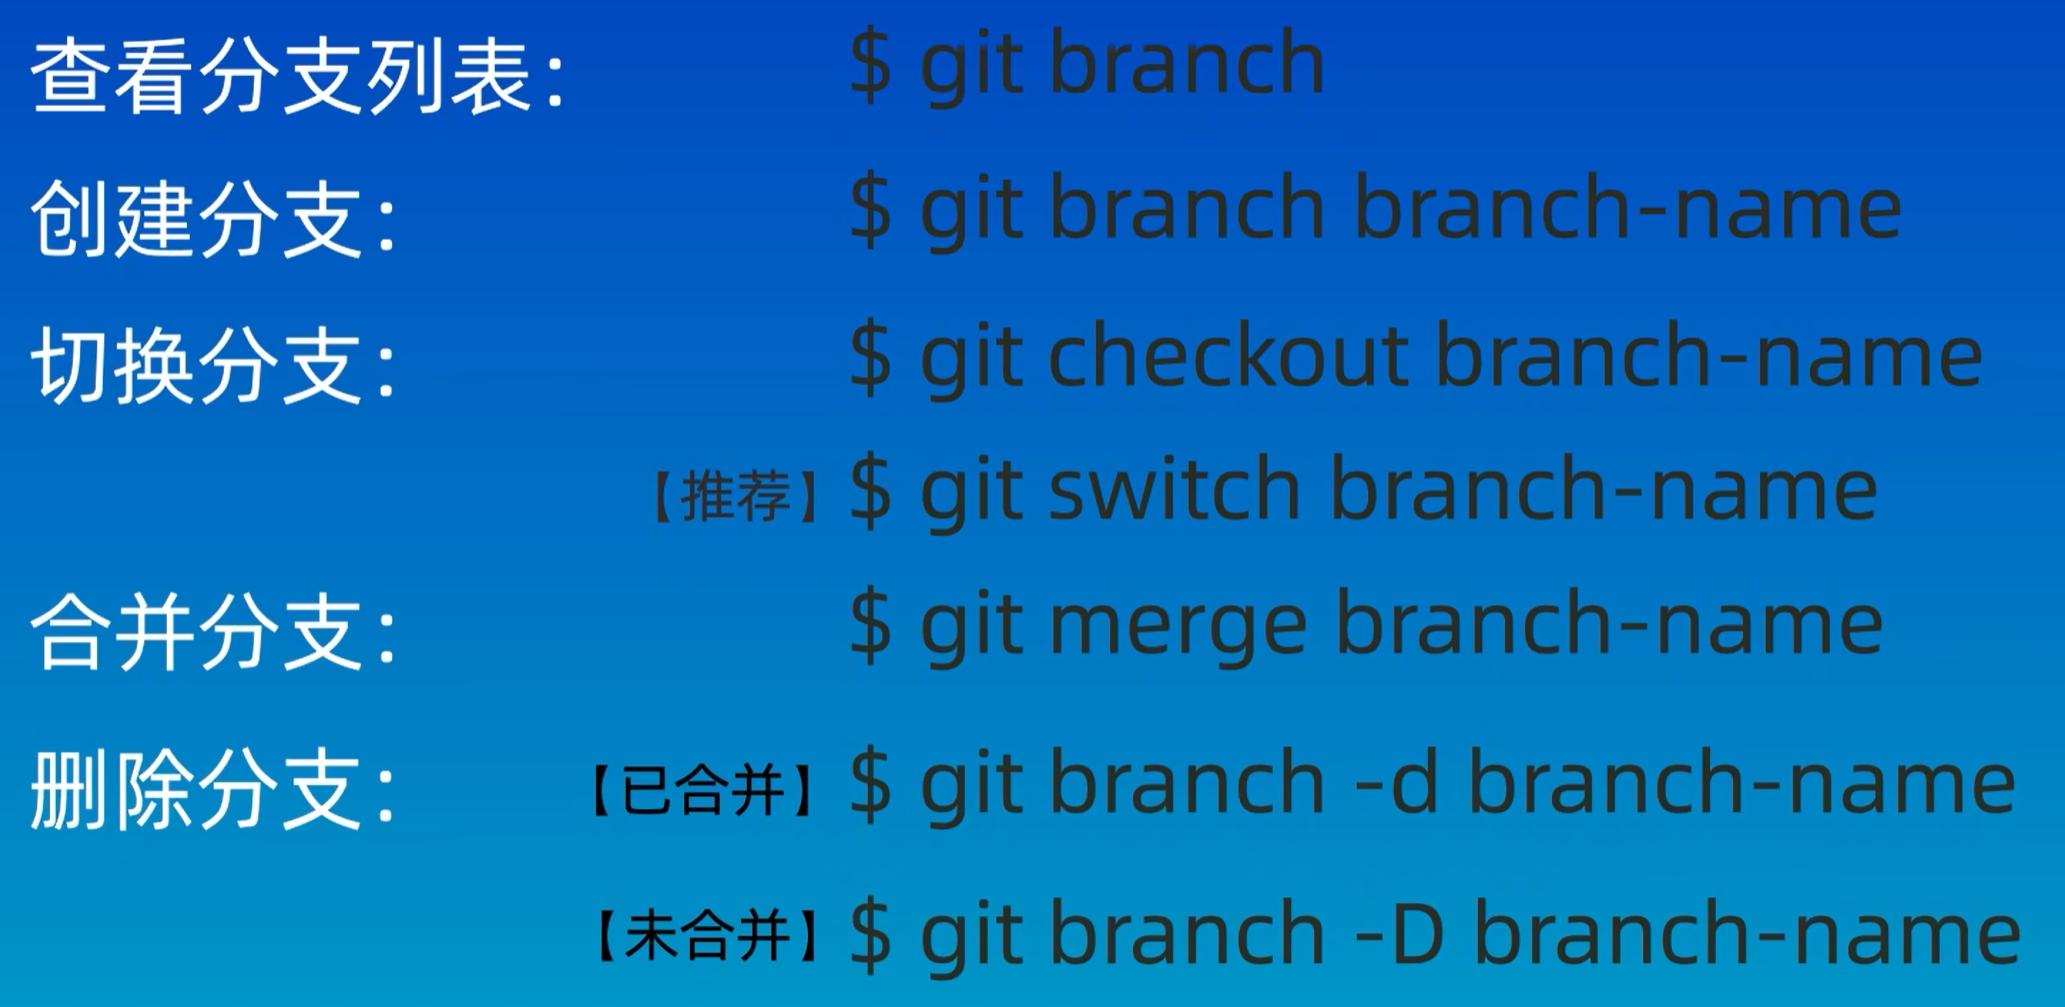 查看分支列表： $ git branch
创建分支： $ git branch branch-name
切换分支： $ git checkout branch-name
【推荐】 $ git switch branch-name
合并分支： $ git merge branch-name
删除分支： 【已合并】 $ git branch -d branch-name
【未合并】 $ git branch -D branch-name